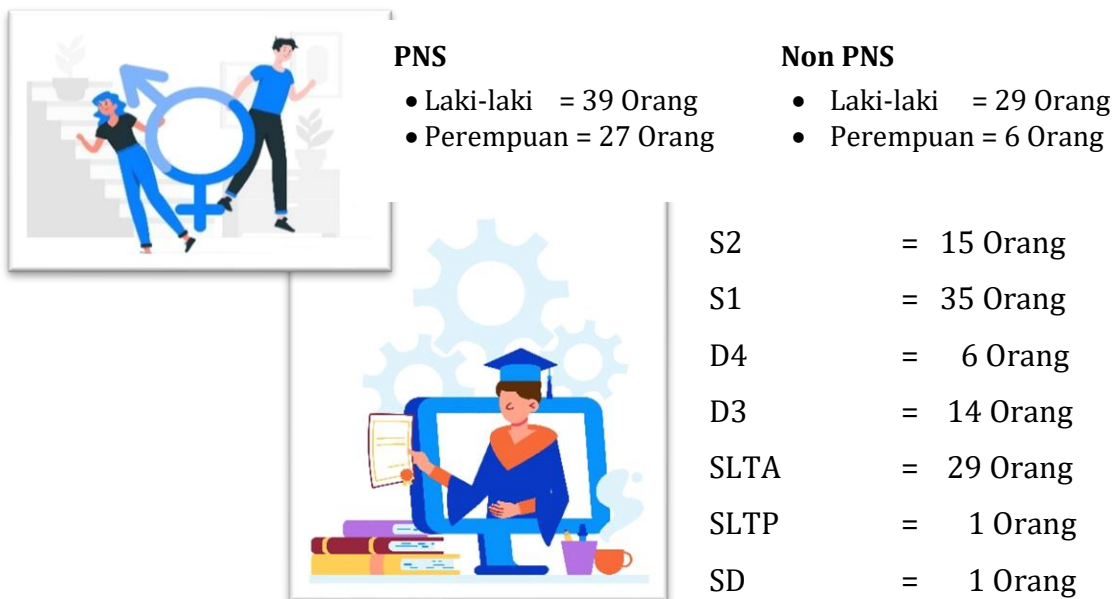 PNS
• Laki-laki = 39 Orang
• Perempuan = 27 Orang
Non PNS
• Laki-laki = 29 Orang
• Perempuan = 6 Orang
S2 = 15 Orang
S1 = 35 Orang
D4 = 6 Orang
D3 = 14 Orang
SLTA = 29 Orang
SLTP = 1 Orang
SD = 1 Orang